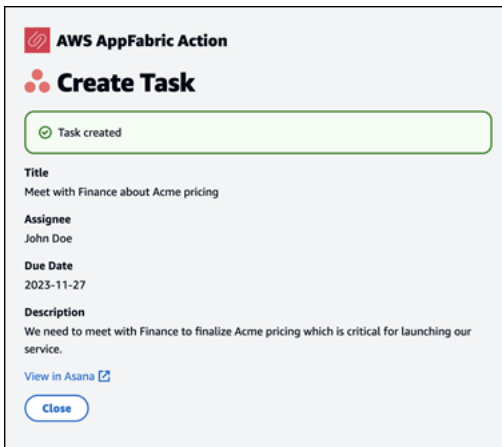 AWS AppFabric Action
Create Task
Task created
Title
Meet with Finance about Acme pricing
Assignee
John Doe
Due Date
2023-11-27
Description
We need to meet with Finance to finalize Acme pricing which is critical for launching our
service.
View in Asana
Close